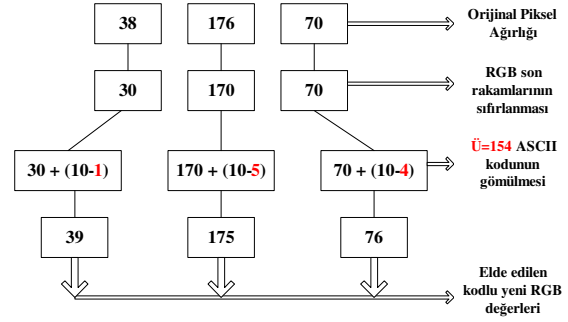 38 176 70 Orijinal Piksel
Ağırlığı
30 170 70 RGB son
rakamlarının
sıfırlanması
30 + (10-1) 170 + (10-5) 70 + (10-4) Ü=154 ASCII
kodunun
gömülmesi
39 175 76
Elde edilen
kodlu yeni RGB
değerleri